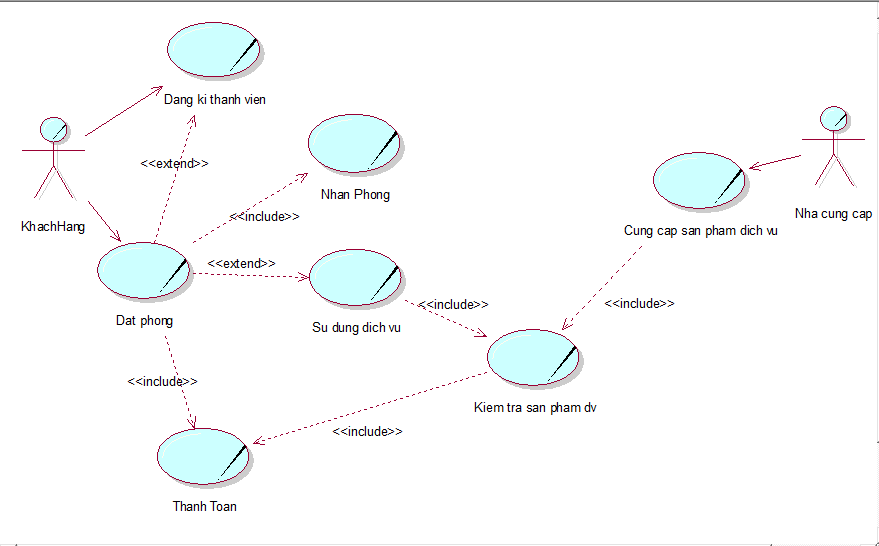 Dang ki thanh vien
<<extend>>
Nhan Phong
KhachHang
<<include>>
Nha cung cap
Cung cap san pham dich vu
<<extend>>
Dat phong
Su dung dich vu
<<include>>
<<include>>
<<include>>
Kiem tra san pham dv
<<include>>
Thanh Toan